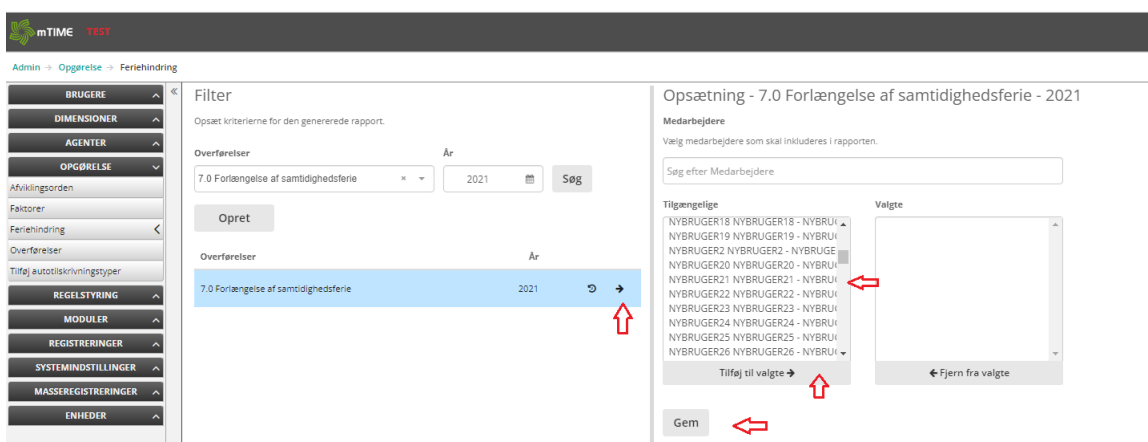 mTIME TEST
Admin → Opgørelse → Feriehindring
BRUGERE
DIMENSIONER
AGENTER
OPGØRELSE
Afviklingsorden
Faktorer
Feriehindring
Overførelser
Tilføj autotilskrivningstyper
REGELSTYRING
MODULER
REGISTRERINGER
SYSTEMINDSTILLINGER
MASSEREGISTRERINGER
ENHEDER
Filter
Opsæt kriterierne for den genererede rapport.
Overførelser År
7.0 Forlængelse af samtidighedsferie × 2021 Søg
Opret
Overførelser År
7.0 Forlængelse af samtidighedsferie 2021
Opsætning - 7.0 Forlængelse af samtidighedsferie - 2021
Medarbejdere
Vælg medarbejdere som skal inkluderes i rapporten.
Søg efter Medarbejdere
Tilgængelige Valgte
NYBRUGER18 NYBRUGER18 - NYBRU
NYBRUGER19 NYBRUGER19 - NYBRU
NYBRUGER2 NYBRUGER2 - NYBRUGE
NYBRUGER20 NYBRUGER20 - NYBRU
NYBRUGER21 NYBRUGER21 - NYBRU
NYBRUGER22 NYBRUGER22 - NYBRU
NYBRUGER23 NYBRUGER23 - NYBRU
NYBRUGER24 NYBRUGER24 - NYBRU
NYBRUGER25 NYBRUGER25 - NYBRU
NYBRUGER26 NYBRUGER26 - NYBRU
Tilføj til valgte → ← Fjern fra valgte
Gem